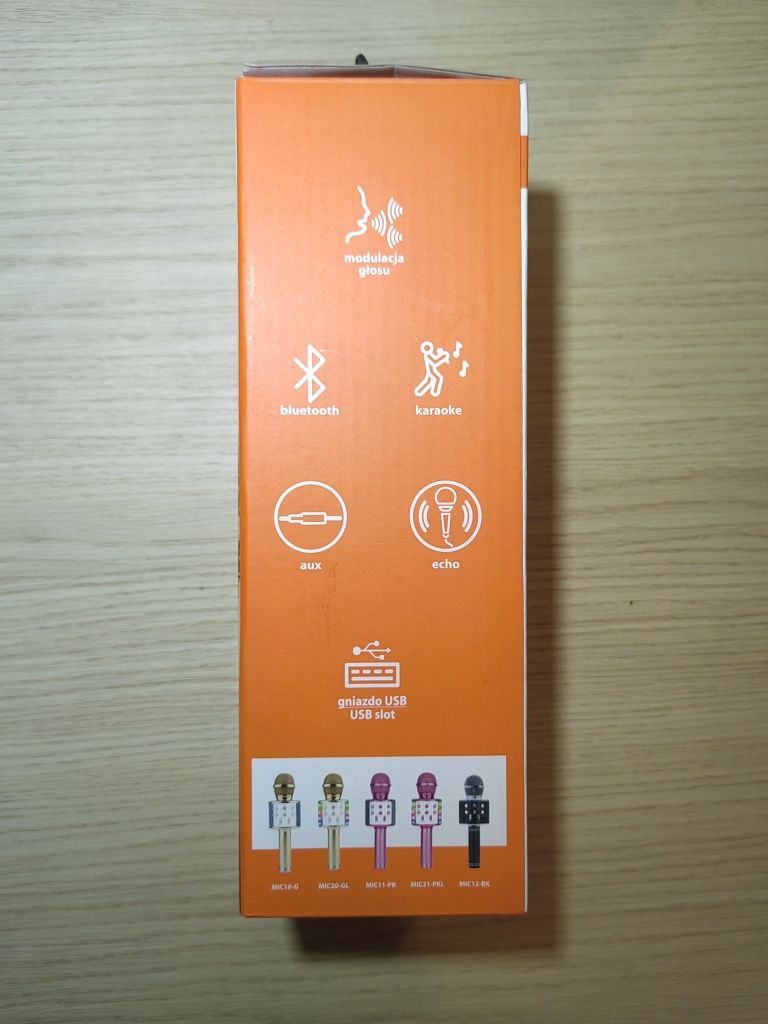 modulacja
głosu
bluetooth
karaoke
aux
echo
gniazdo USB
USB slot
MIC10-G
MIC20-GL
MIC11-PK
MIC21-PKL
MIC12-BK